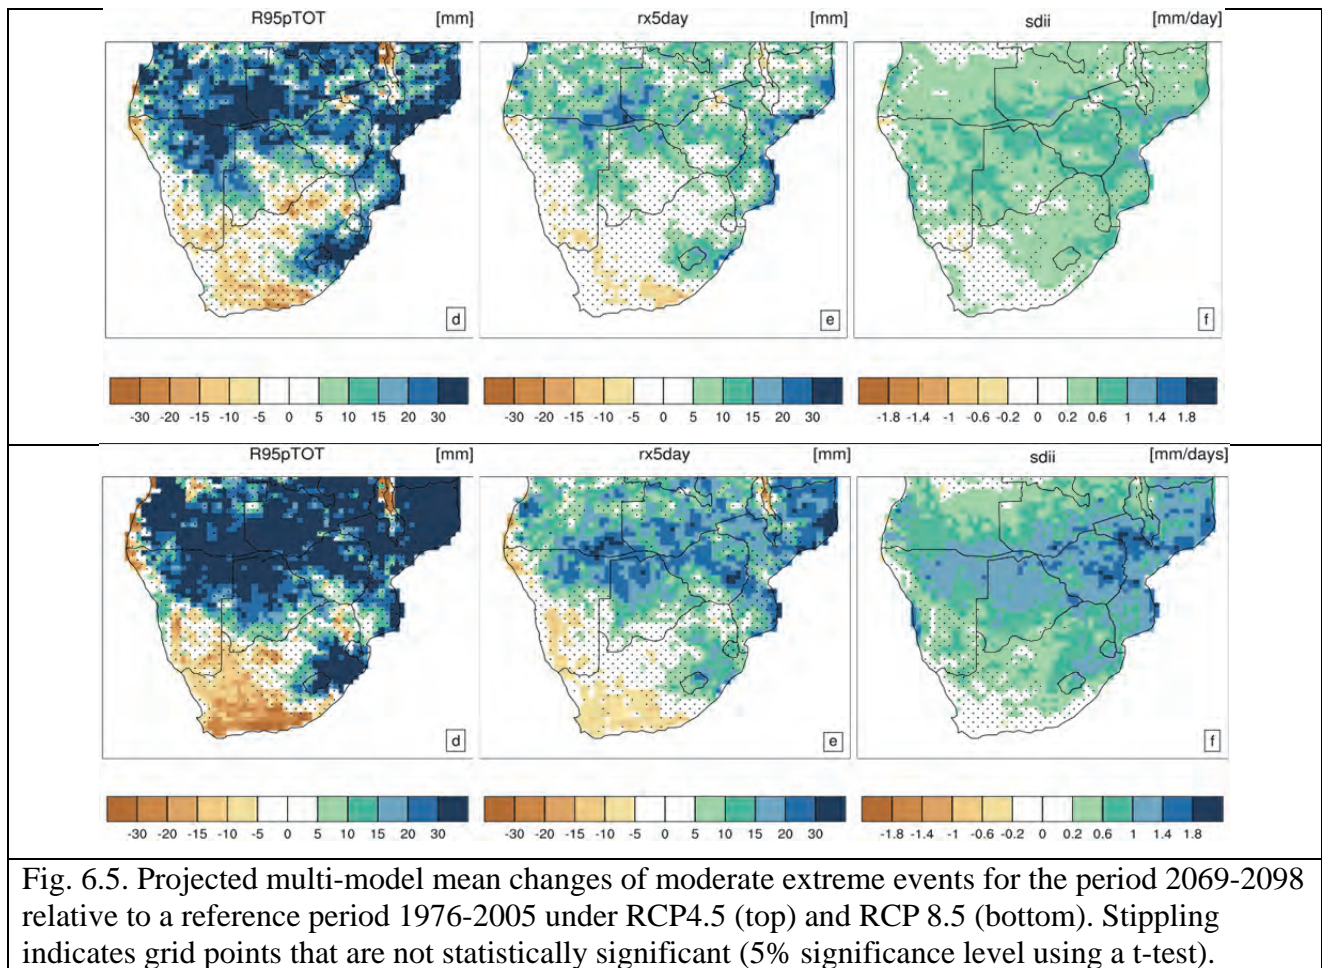 R95pTOT [mm] rx5day [mm] sdii [mm/day]
d e f
-30 -20 -15 -10 -5 0 5 10 15 20 30 -30 -20 -15 -10 -5 0 5 10 15 20 30 -1.8 -1.4 -1 -0.6 -0.2 0 0.2 0.6 1 1.4 1.8
R95pTOT [mm] rx5day [mm] sdii [mm/days]
d e f
-30 -20 -15 -10 -5 0 5 10 15 20 30 -30 -20 -15 -10 -5 0 5 10 15 20 30 -1.8 -1.4 -1 -0.6 -0.2 0 0.2 0.6 1 1.4 1.8
Fig. 6.5. Projected multi-model mean changes of moderate extreme events for the period 2069-2098
relative to a reference period 1976-2005 under RCP4.5 (top) and RCP 8.5 (bottom). Stippling
indicates grid points that are not statistically significant (5% significance level using a t-test).